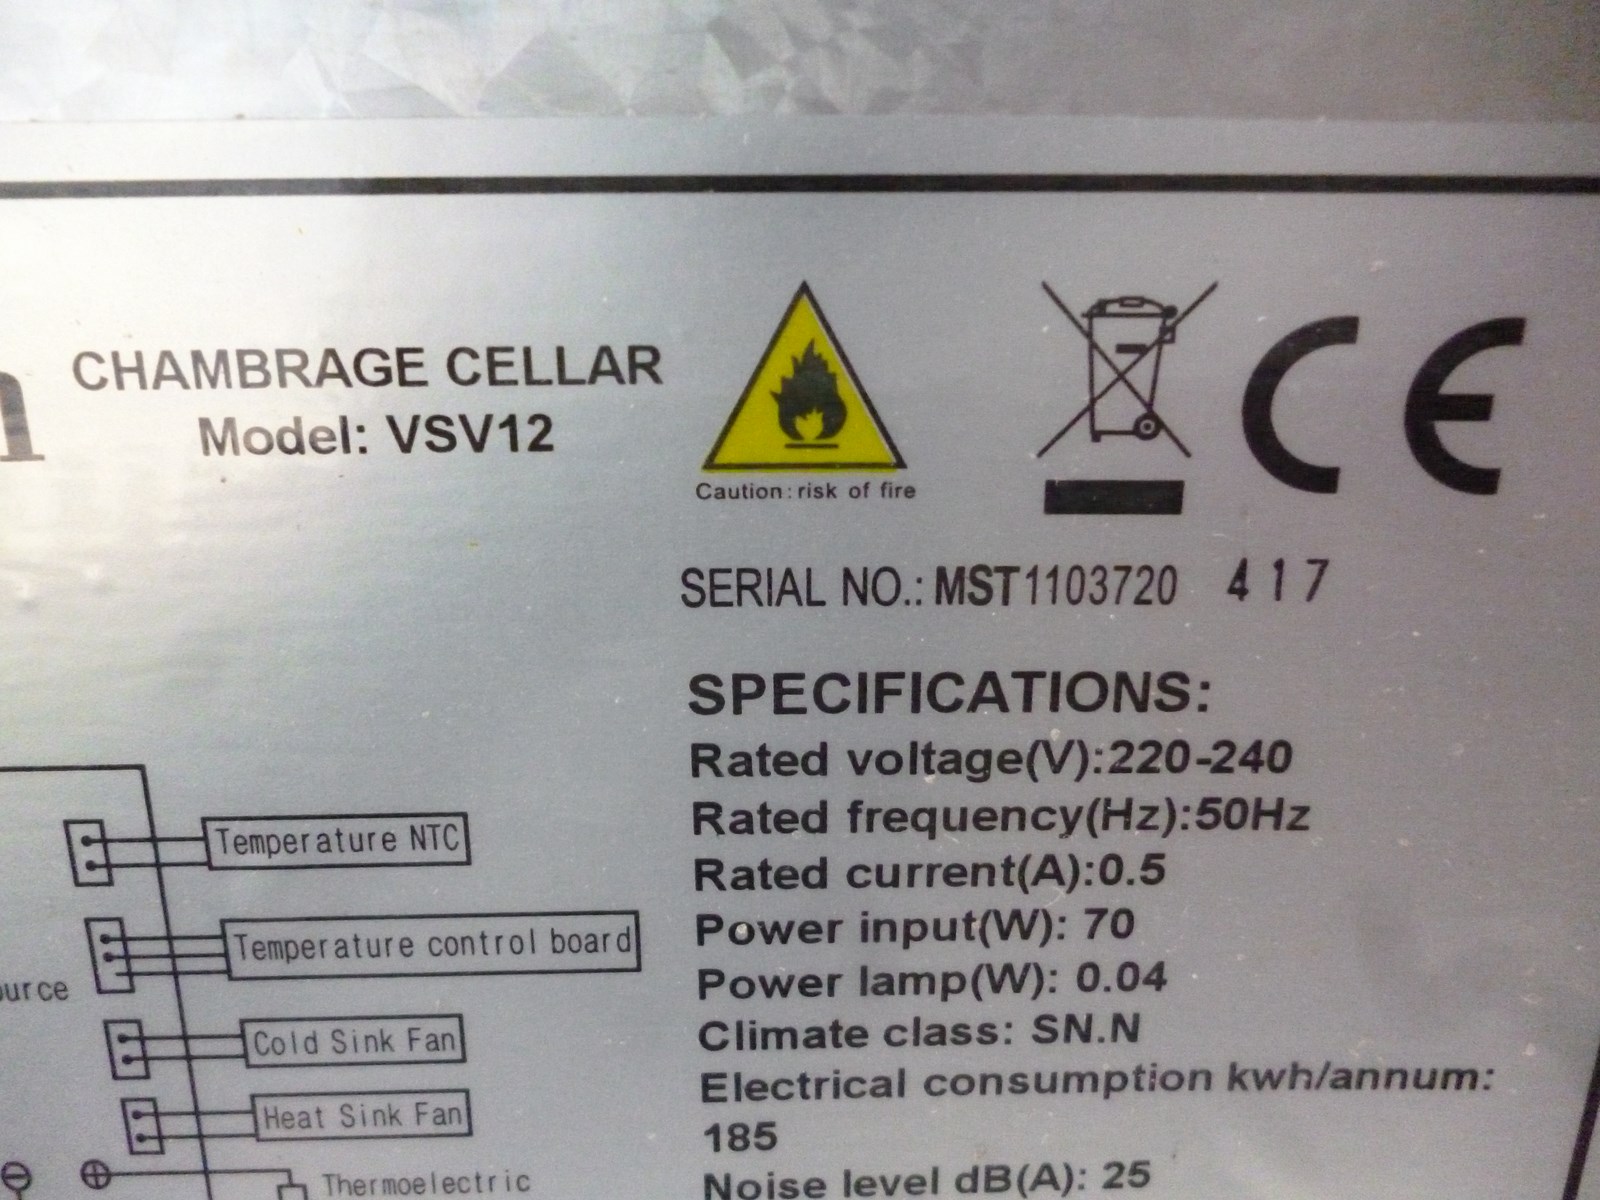 CHAMBRAGE CELLAR
Model: VSV12
Caution: risk of fire
CE
SERIAL NO.: MST1103720 417
SPECIFICATIONS:
Rated voltage(V):220-240
Rated frequency(Hz):50Hz
Rated current(A):0.5
Power input(W): 70
Power lamp(W): 0.04
Climate class: SN.N
Electrical consumption kwh/annum:
185
Noise level dB(A): 25
Temperature NTC
Temperature control board
Cold Sink Fan
Heat Sink Fan
Thermoelectric